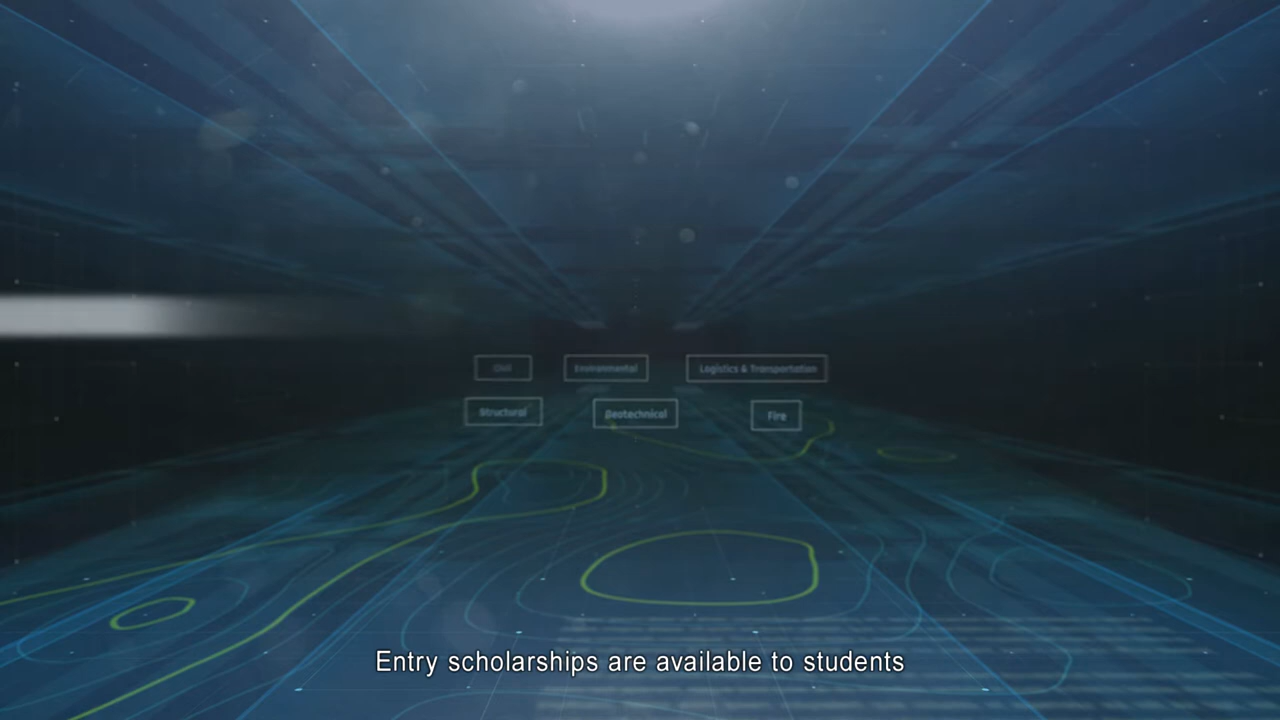 Civil Environmental Logistics & Transportation
Structural Geotechnical Fire
Entry scholarships are available to students